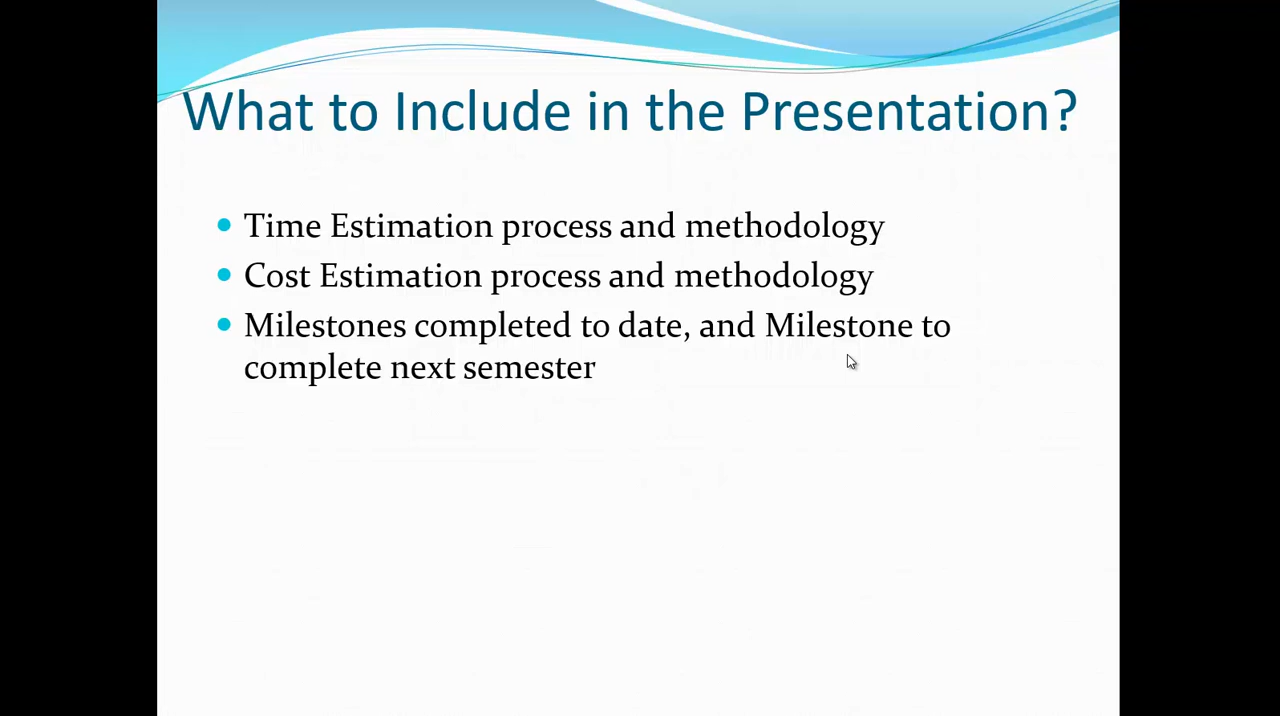 What to Include in the Presentation?
Time Estimation process and methodology
Cost Estimation process and methodology
Milestones completed to date, and Milestone to
complete next semester